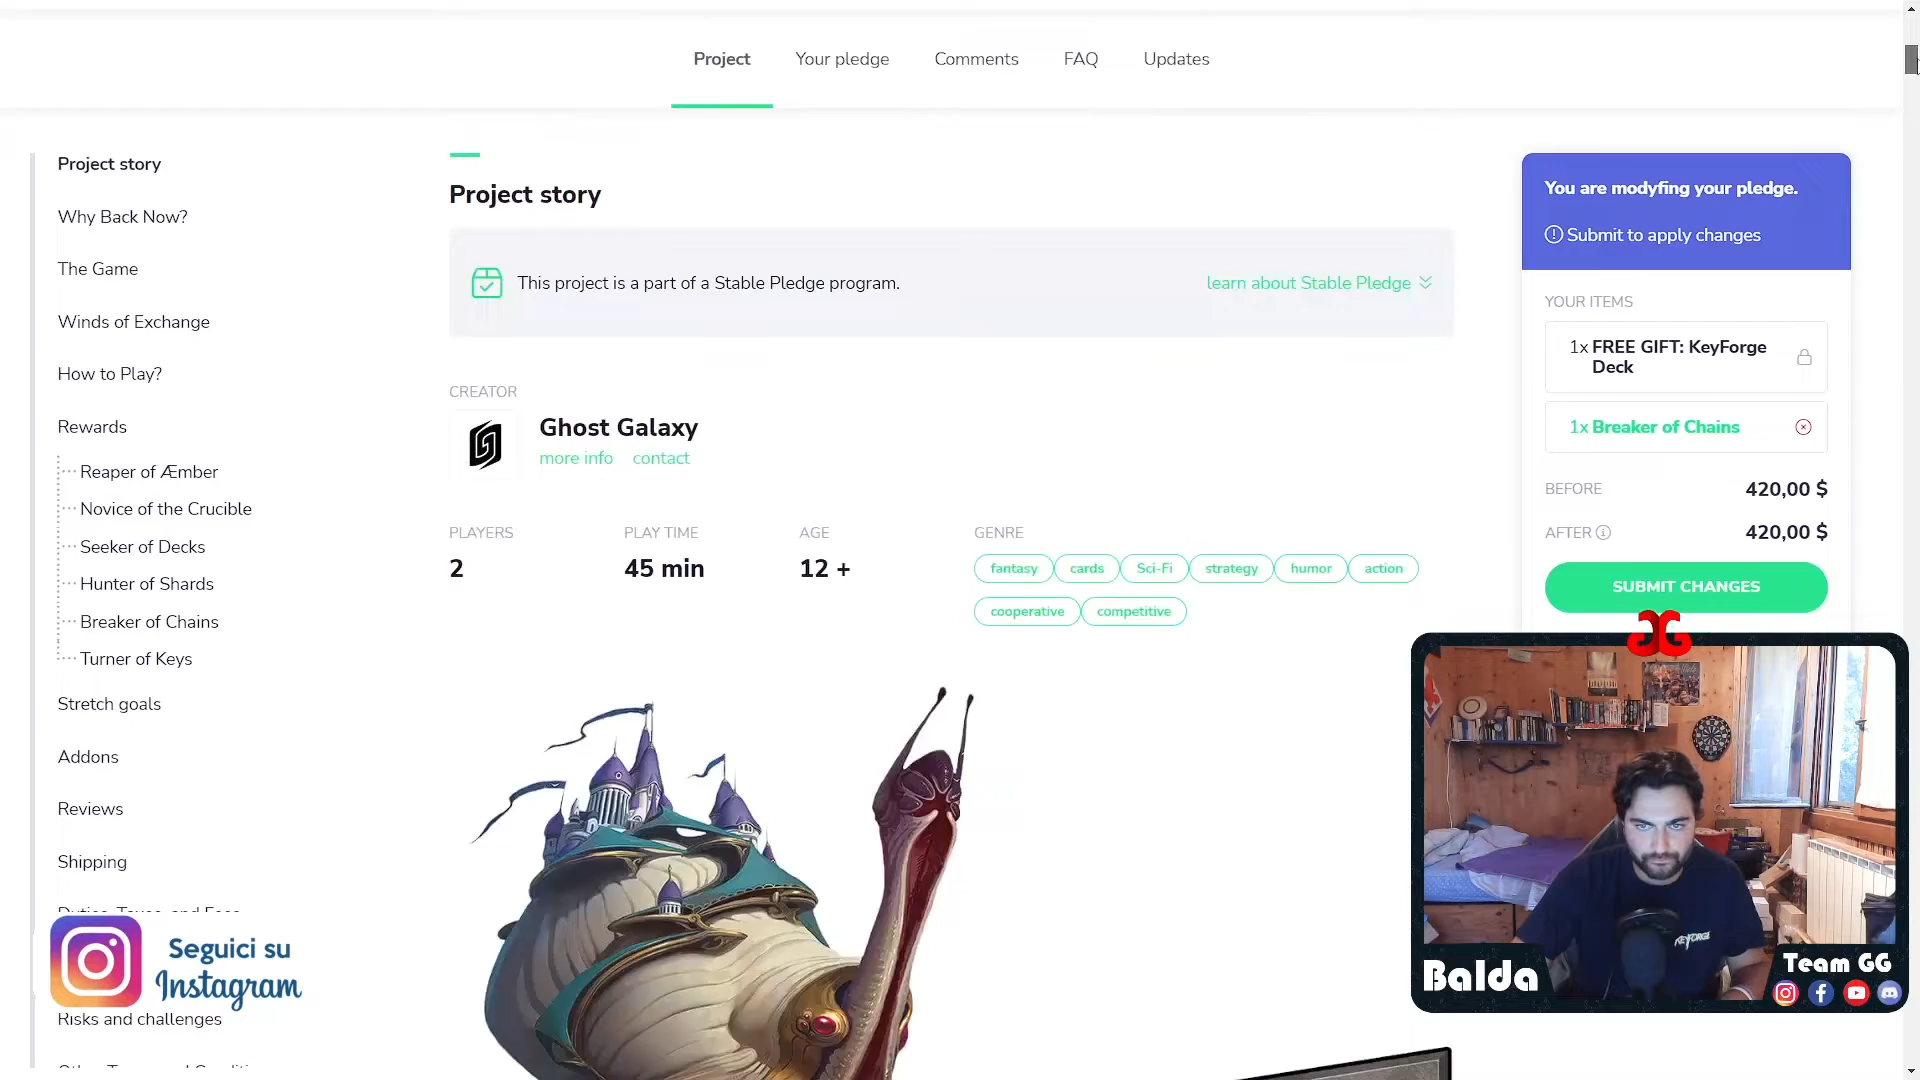 Project
Your pledge
Comments
FAQ
Updates
Project story
Why Back Now?
The Game
Winds of Exchange
How to Play?
Rewards
Reaper of Æmber
Novice of the Crucible
Seeker of Decks
Hunter of Shards
Breaker of Chains
Turner of Keys
Stretch goals
Addons
Reviews
Shipping
Duties, Taxes, and Fees
Seguici su
Instagram
Risks and challenges
Project story
This project is a part of a Stable Pledge program.
learn about Stable Pledge
CREATOR
Ghost Galaxy
more info contact
PLAYERS
2
PLAY TIME
45 min
AGE
12 +
GENRE
fantasy cards Sci-Fi strategy humor action
cooperative competitive
You are modyfing your pledge.
Submit to apply changes
YOUR ITEMS
1x FREE GIFT: KeyForge
Deck
1x Breaker of Chains
BEFORE 420,00 $
AFTER 420,00 $
SUBMIT CHANGES
KEYFORGE
Balda
Team GG